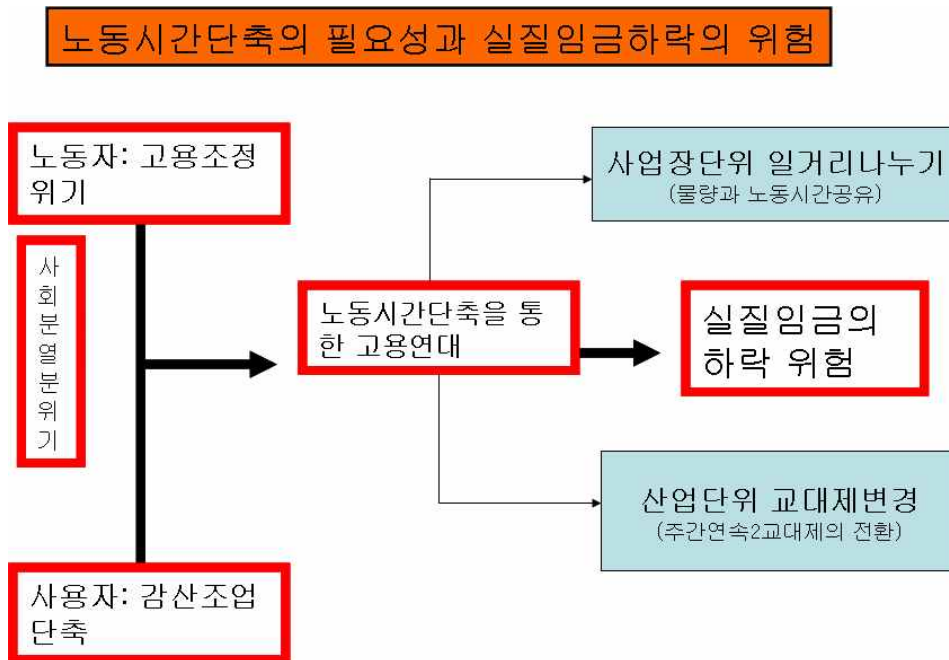 노동시간단축의 필요성과 실질임금하락의 위험
노동자: 고용조정
위기
사
회
분
열
분
위
기
사용자: 감산조업
단축
노동시간단축을 통
한 고용연대
사업장단위 일거리나누기
(물량과 노동시간공유)
실질임금의
하락 위험
산업단위 교대제변경
(주간연속2교대제의 전환)